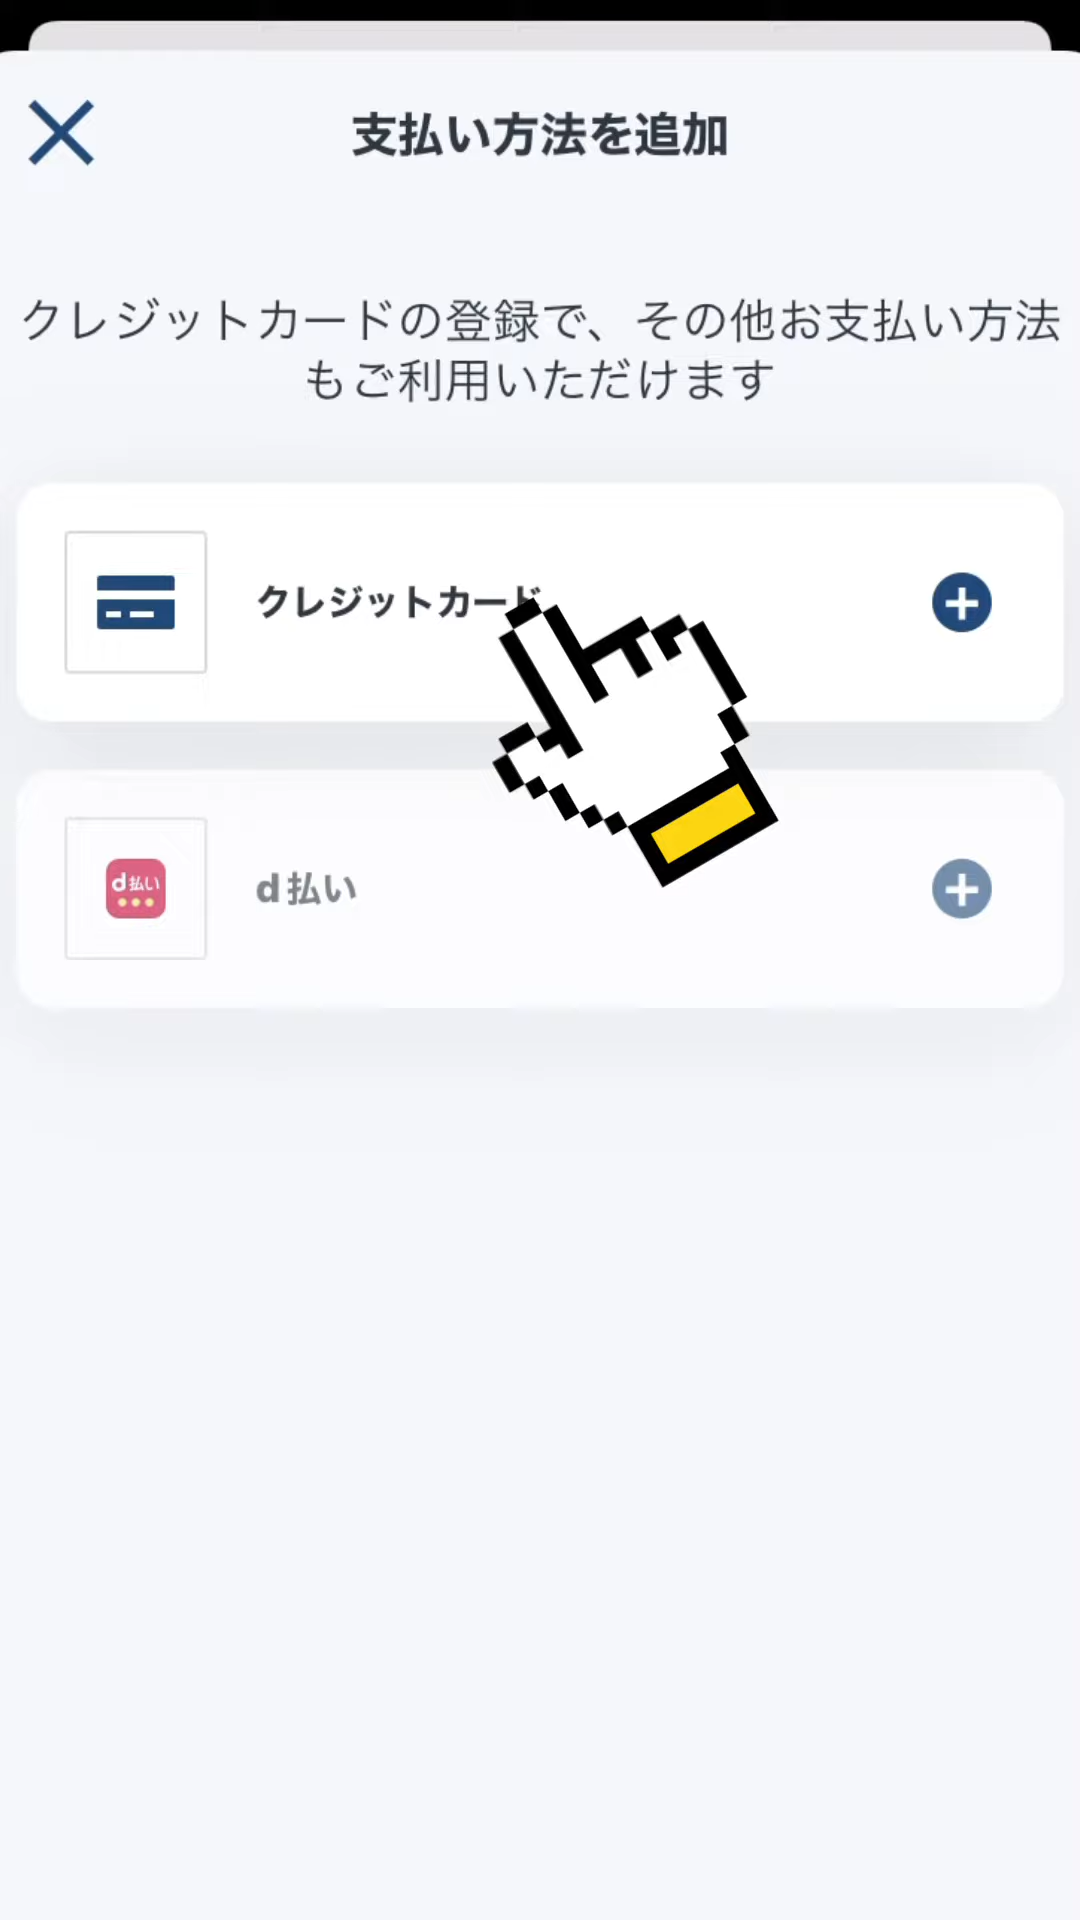 支払い方法を追加
クレジットカードの登録で、その他お支払い方法
もご利用いただけます
クレジットカード
d払い
d払い